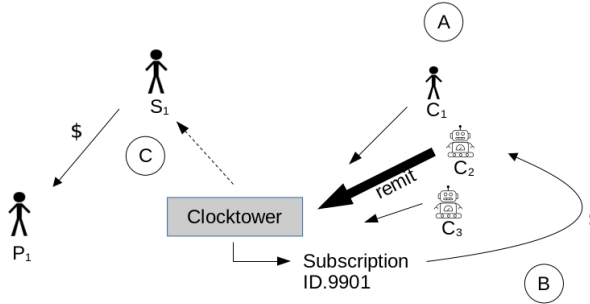 A
S₁
C₁
$
C
C₂
remit
P₁
Clocktower
C₃
Subscription
ID.9901
B